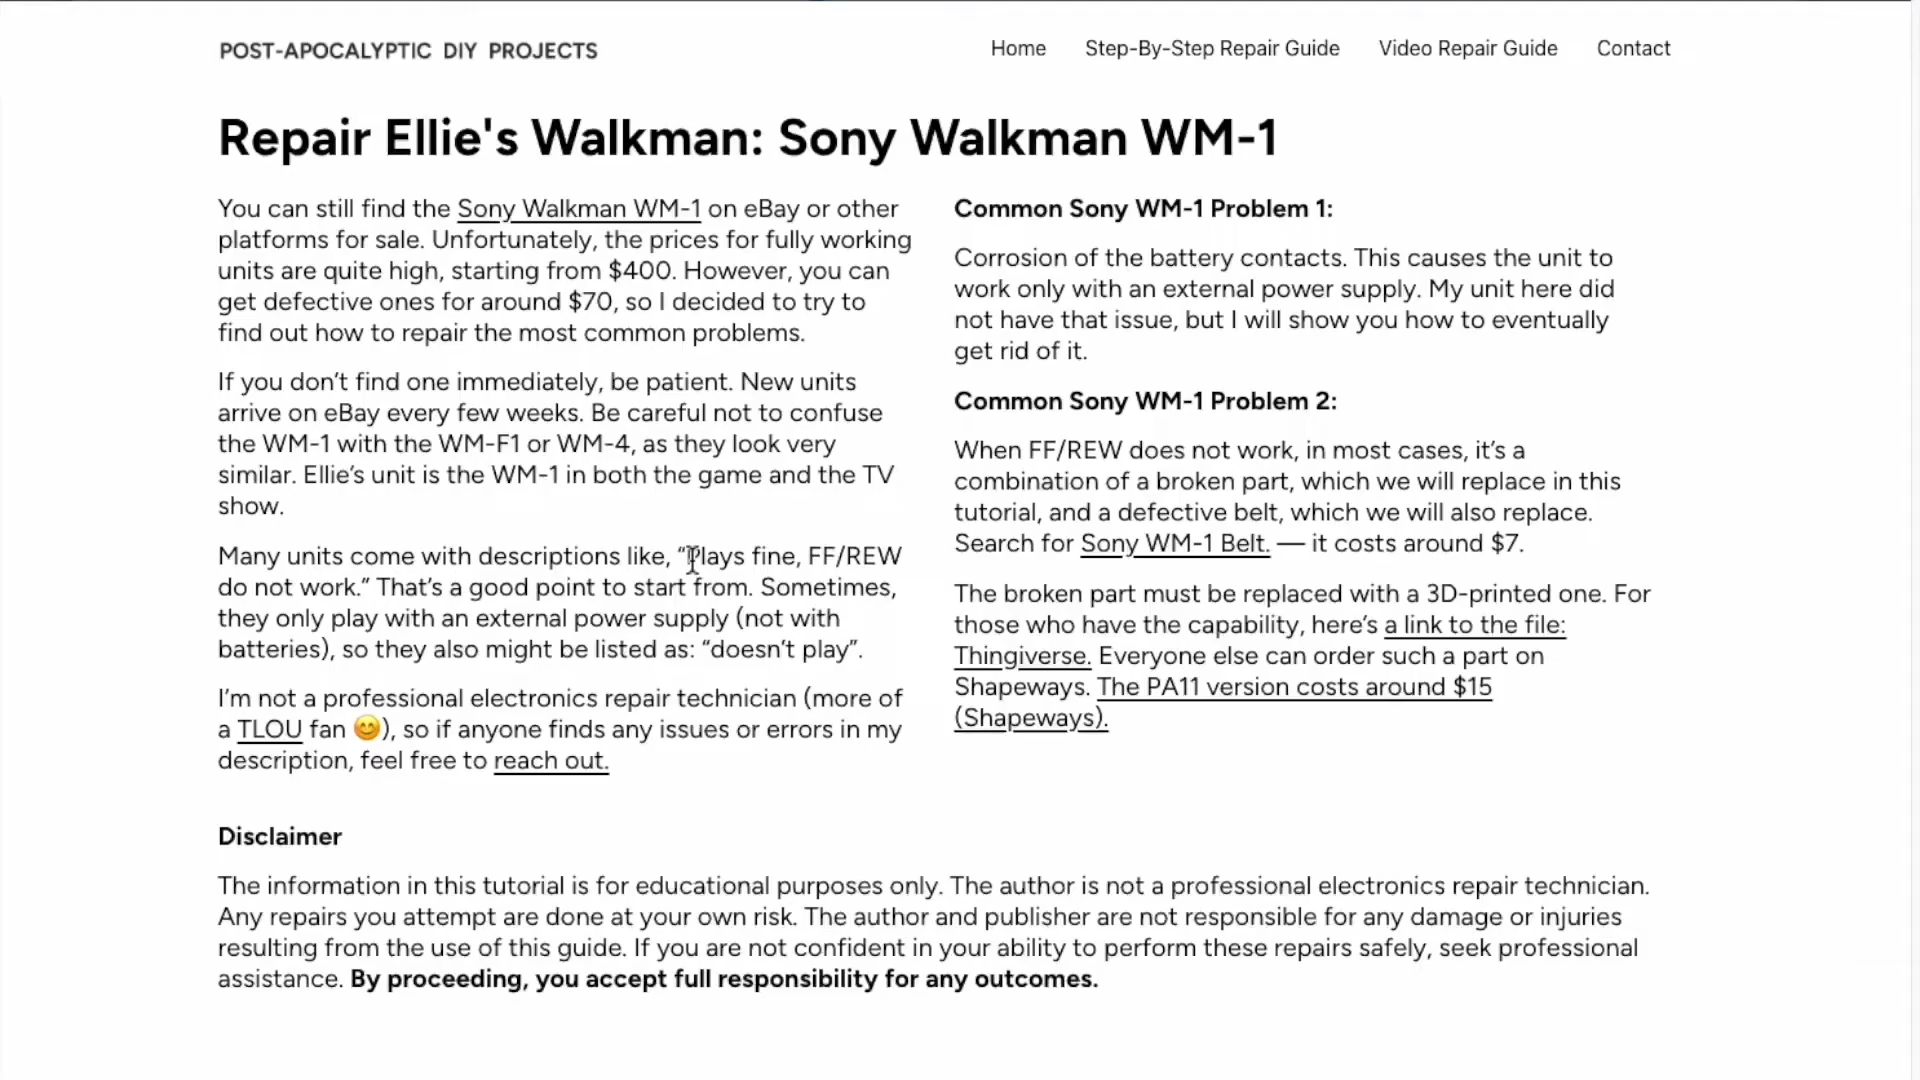 POST-APOCALYPTIC DIY PROJECTS
Home Step-By-Step Repair Guide Video Repair Guide Contact
Repair Ellie's Walkman: Sony Walkman WM-1
You can still find the Sony Walkman WM-1 on eBay or other
platforms for sale. Unfortunately, the prices for fully working
units are quite high, starting from $400. However, you can
get defective ones for around $70, so I decided to try to
find out how to repair the most common problems.
If you don’t find one immediately, be patient. New units
arrive on eBay every few weeks. Be careful not to confuse
the WM-1 with the WM-F1 or WM-4, as they look very
similar. Ellie’s unit is the WM-1 in both the game and the TV
show.
Many units come with descriptions like, “Plays fine, FF/REW
do not work.” That’s a good point to start from. Sometimes,
they only play with an external power supply (not with
batteries), so they also might be listed as: “doesn’t play”.
I’m not a professional electronics repair technician (more of
a TLOU fan 😊), so if anyone finds any issues or errors in my
description, feel free to reach out.
Common Sony WM-1 Problem 1:
Corrosion of the battery contacts. This causes the unit to
work only with an external power supply. My unit here did
not have that issue, but I will show you how to eventually
get rid of it.
Common Sony WM-1 Problem 2:
When FF/REW does not work, in most cases, it’s a
combination of a broken part, which we will replace in this
tutorial, and a defective belt, which we will also replace.
Search for Sony WM-1 Belt. — it costs around $7.
The broken part must be replaced with a 3D-printed one. For
those who have the capability, here’s a link to the file:
Thingiverse. Everyone else can order such a part on
Shapeways. The PA11 version costs around $15
(Shapeways).
Disclaimer
The information in this tutorial is for educational purposes only. The author is not a professional electronics repair technician.
Any repairs you attempt are done at your own risk. The author and publisher are not responsible for any damage or injuries
resulting from the use of this guide. If you are not confident in your ability to perform these repairs safely, seek professional
assistance. By proceeding, you accept full responsibility for any outcomes.